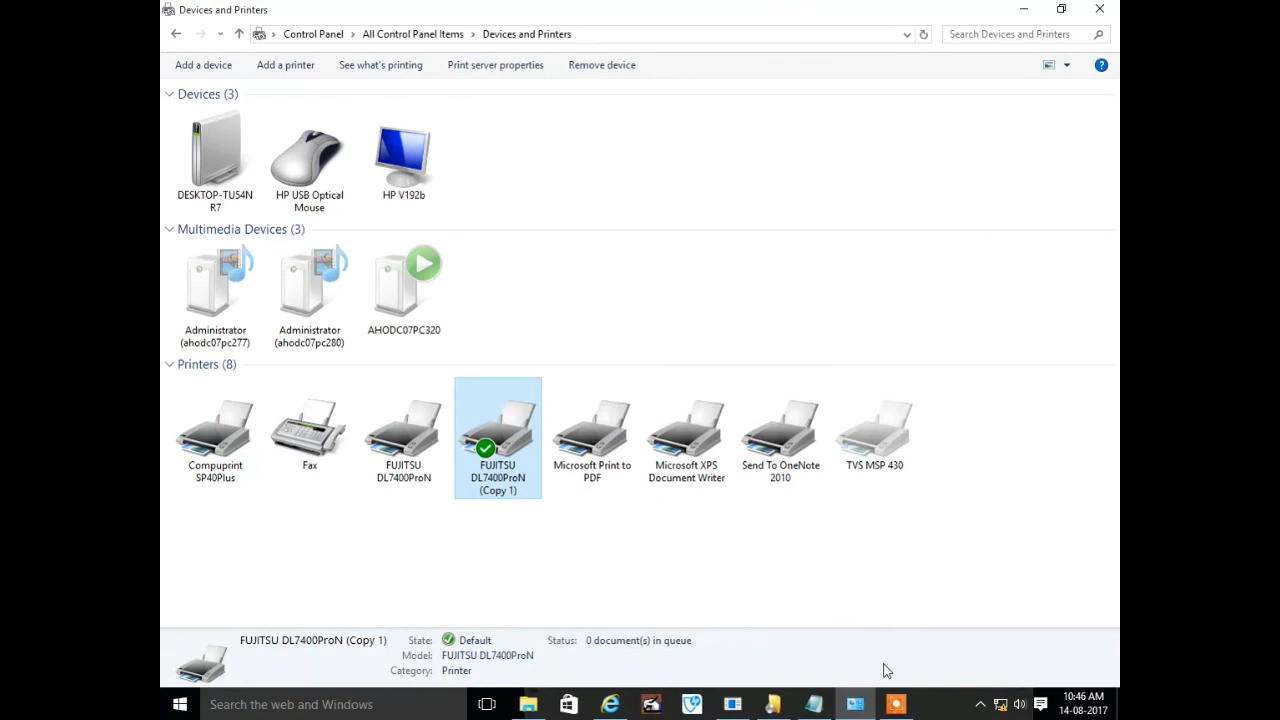 Devices and Printers
Control Panel > All Control Panel Items > Devices and Printers
Search Devices and Printers
Add a device
Add a printer
See what's printing
Print server properties
Remove device
Devices (3)
DESKTOP-TU54N
R7
HP USB Optical
Mouse
HP V192b
Multimedia Devices (3)
Administrator
(ahodc07pc277)
Administrator
(ahodc07pc280)
AHODC07PC320
Printers (8)
Compuprint
SP40Plus
Fax
FUJITSU
DL7400ProN
FUJITSU
DL7400ProN
(Copy 1)
Microsoft Print to
PDF
Microsoft XPS
Document Writer
Send To OneNote
2010
TVS MSP 430
FUJITSU DL7400ProN (Copy 1)
State: Default
Status: 0 document(s) in queue
Model: FUJITSU DL7400ProN
Category: Printer
Search the web and Windows
10:46 AM
14-08-2017